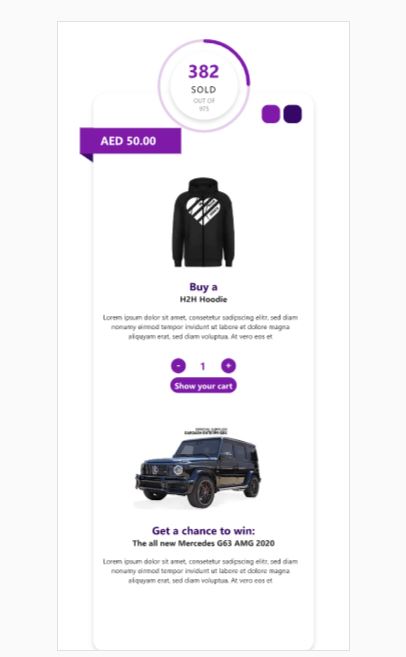 382
SOLD
OUT OF
975
AED 50.00
Buy a
H2H Hoodie
Lorem ipsum dolor sit amet, consetetur sadipscing elitr, sed diam
nonumy eirmod tempor invidunt ut labore et dolore magna
aliquyam erat, sed diam voluptua. At vero eos et
- 1 +
Show your cart
Get a chance to win:
The all new Mercedes G63 AMG 2020
Lorem ipsum dolor sit amet, consetetur sadipscing elitr, sed diam
nonumy eirmod tempor invidunt ut labore et dolore magna
aliquyam erat, sed diam voluptua. At vero eos et